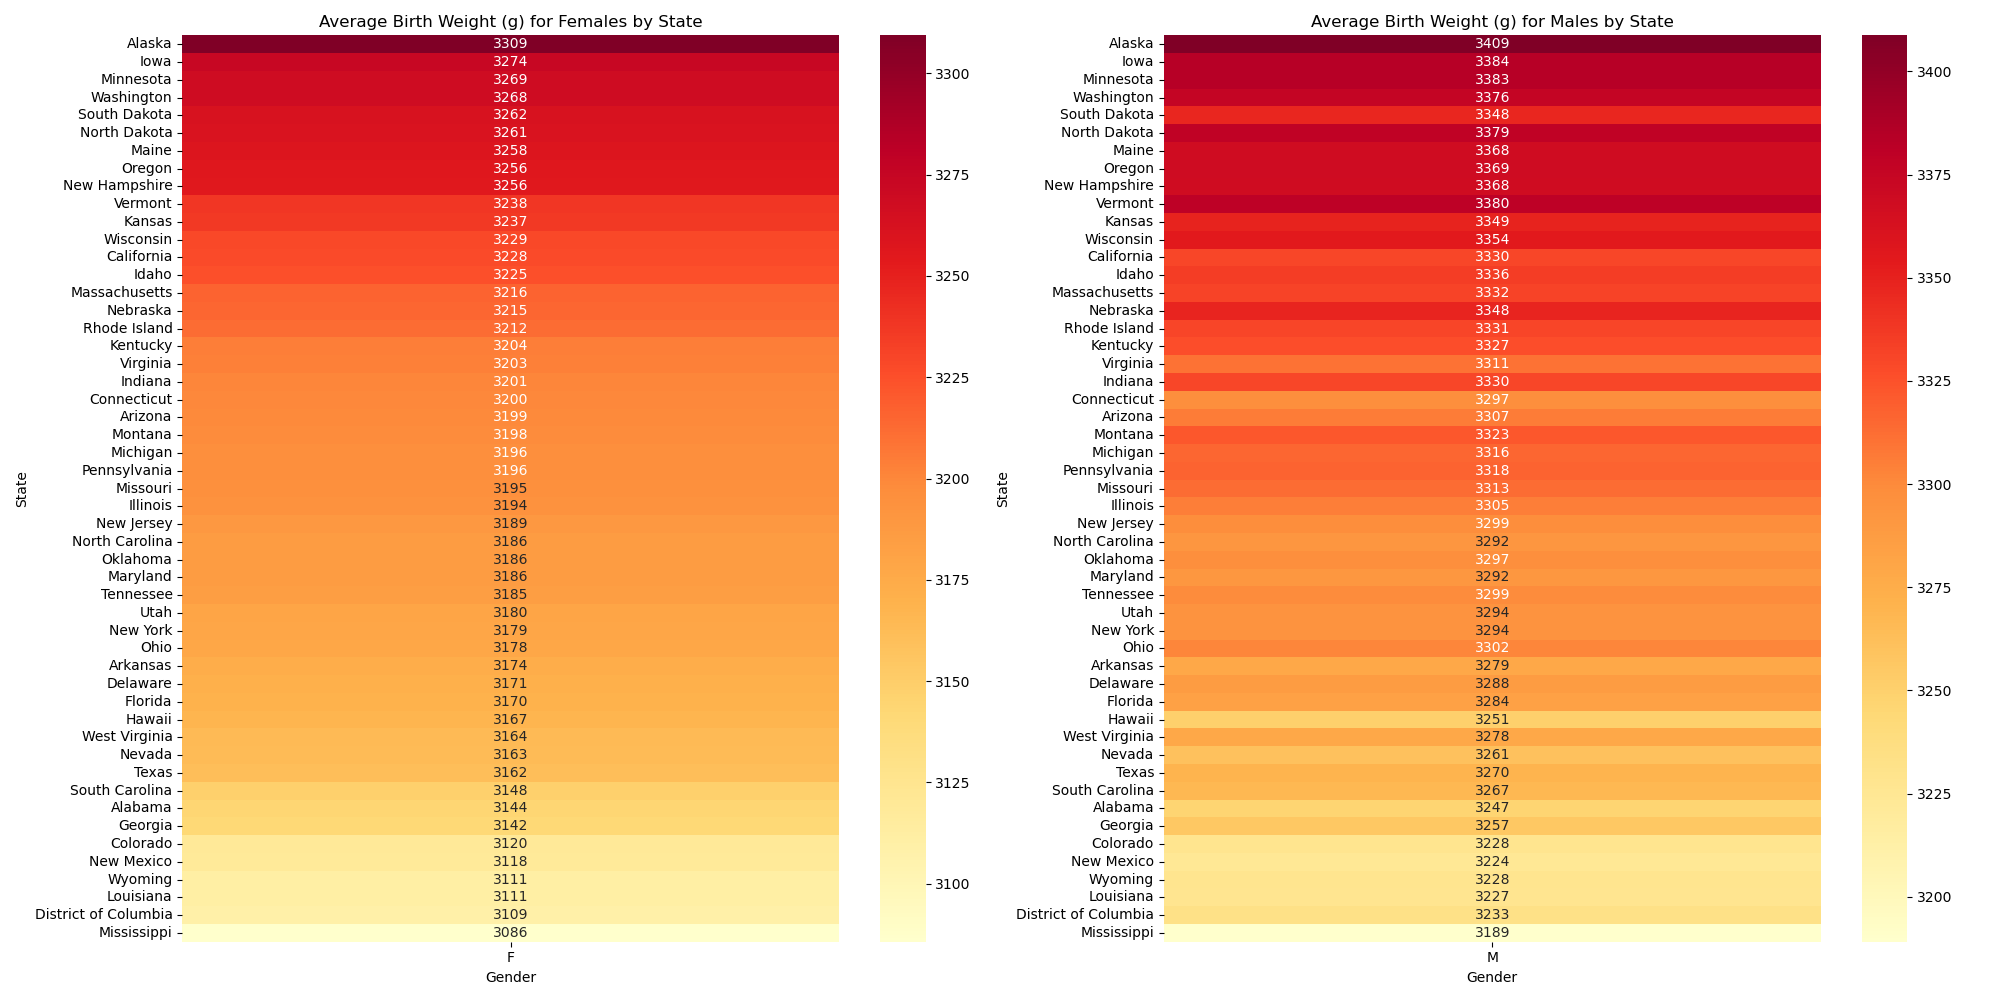 Average Birth Weight (g) for Females by State
State
Alaska 3309
Iowa 3274
Minnesota 3269
Washington 3268
South Dakota 3262
North Dakota 3261
Maine 3258
Oregon 3256
New Hampshire 3256
Vermont 3238
Kansas 3237
Wisconsin 3229
California 3228
Idaho 3225
Massachusetts 3216
Nebraska 3215
Rhode Island 3212
Kentucky 3204
Virginia 3203
Indiana 3201
Connecticut 3200
Arizona 3199
Montana 3198
Michigan 3196
Pennsylvania 3196
Missouri 3195
Illinois 3194
New Jersey 3189
North Carolina 3186
Oklahoma 3186
Maryland 3186
Tennessee 3185
Utah 3180
New York 3179
Ohio 3178
Arkansas 3174
Delaware 3171
Florida 3170
Hawaii 3167
West Virginia 3164
Nevada 3163
Texas 3162
South Carolina 3148
Alabama 3144
Georgia 3142
Colorado 3120
New Mexico 3118
Wyoming 3111
Louisiana 3111
District of Columbia 3109
Mississippi 3086
F
Gender
3300
3275
3250
3225
3200
3175
3150
3125
3100
Average Birth Weight (g) for Males by State
State
Alaska 3409
Iowa 3384
Minnesota 3383
Washington 3376
South Dakota 3348
North Dakota 3379
Maine 3368
Oregon 3369
New Hampshire 3368
Vermont 3380
Kansas 3349
Wisconsin 3354
California 3330
Idaho 3336
Massachusetts 3332
Nebraska 3348
Rhode Island 3331
Kentucky 3327
Virginia 3311
Indiana 3330
Connecticut 3297
Arizona 3307
Montana 3323
Michigan 3316
Pennsylvania 3318
Missouri 3313
Illinois 3305
New Jersey 3299
North Carolina 3292
Oklahoma 3297
Maryland 3292
Tennessee 3299
Utah 3294
New York 3294
Ohio 3302
Arkansas 3279
Delaware 3288
Florida 3284
Hawaii 3251
West Virginia 3278
Nevada 3261
Texas 3270
South Carolina 3267
Alabama 3247
Georgia 3257
Colorado 3228
New Mexico 3224
Wyoming 3228
Louisiana 3227
District of Columbia 3233
Mississippi 3189
M
Gender
3400
3375
3350
3325
3300
3275
3250
3225
3200